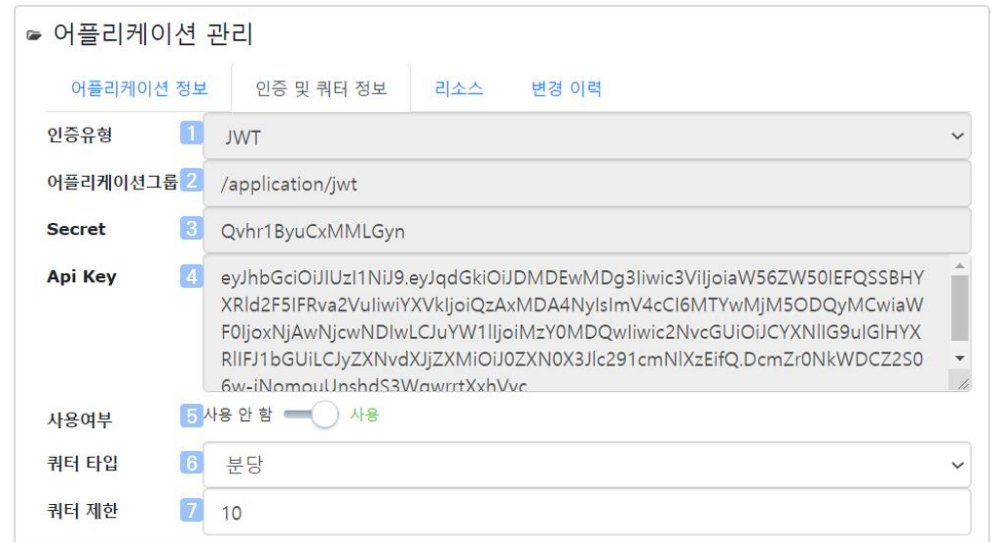 어플리케이션 관리
어플리케이션 정보 인증 및 쿼터 정보 리소스 변경 이력
인증유형 1 JWT
어플리케이션그룹 2 /application/jwt
Secret 3 Qvhr1ByuCxMMLGyn
Api Key 4 eyJhbGciOiJIUzI1NiJ9.eyJqdGkiOiJDMDEwMDg3Iiwic3ViIjoiaW56ZW50IEFQSSBHY
XRld2F5IFRva2VuIiwiYXVkIjoiQzAxMDA4NyIsImV4cCI6MTYwMjM5ODQyMCwiaW
F0IjoxNjAwNjcwNDIwLCJuYW1lIjoiMzY0MDQwIiwic2NvcGUiOiJCYXNlIG9uIGlHYX
RlIFJ1bGUiLCJyZXNvdXJjZXMiOiJ0ZXN0X3Jlc291cmNlXzEifQ.DcmZr0NkWDCZ2S0
사용여부 5 사용 안 함 사용
쿼터 타입 6 분당
쿼터 제한 7 10